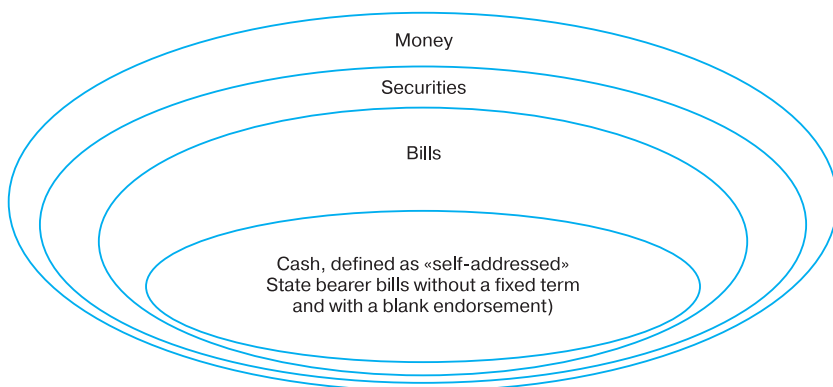 Money
Securities
Bills
Cash, defined as «self-addressed»
State bearer bills without a fixed term
and with a blank endorsement)